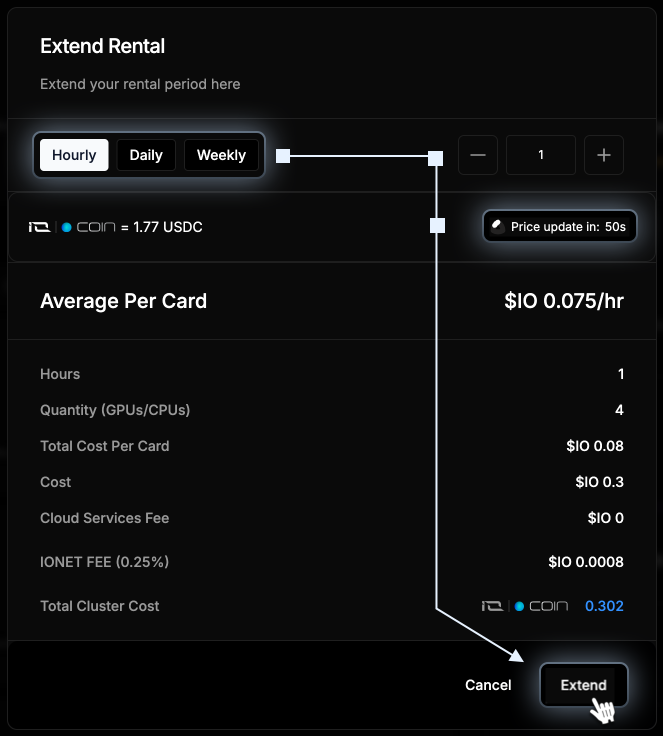 Extend Rental
Extend your rental period here
Hourly Daily Weekly 1
IO COIN = 1.77 USDC Price update in: 50s
Average Per Card $IO 0.075/hr
Hours 1
Quantity (GPUs/CPUs) 4
Total Cost Per Card $IO 0.08
Cost $IO 0.3
Cloud Services Fee $IO 0
IONET FEE (0.25%) $IO 0.0008
Total Cluster Cost IO COIN 0.302
Cancel Extend